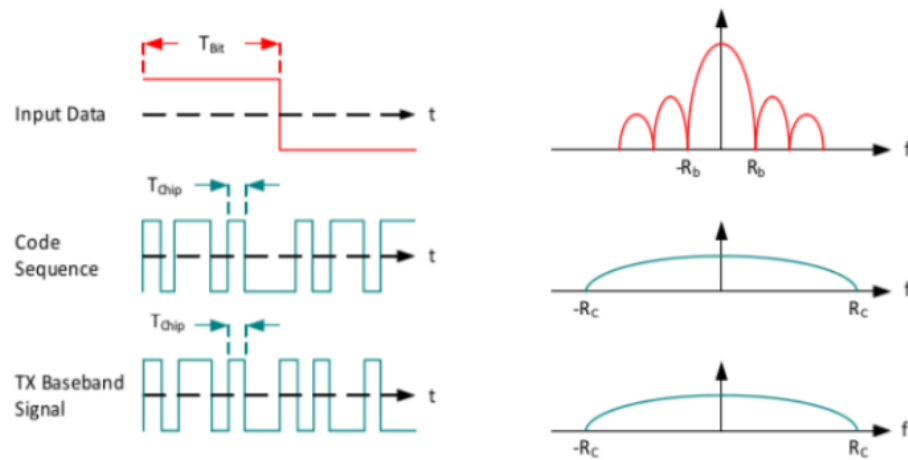 T_Bit
Input Data
t
f
-R_b
R_b
T_Chip
Code
Sequence
t
f
-R_C
R_C
T_Chip
TX Baseband
Signal
t
f
-R_C
R_C